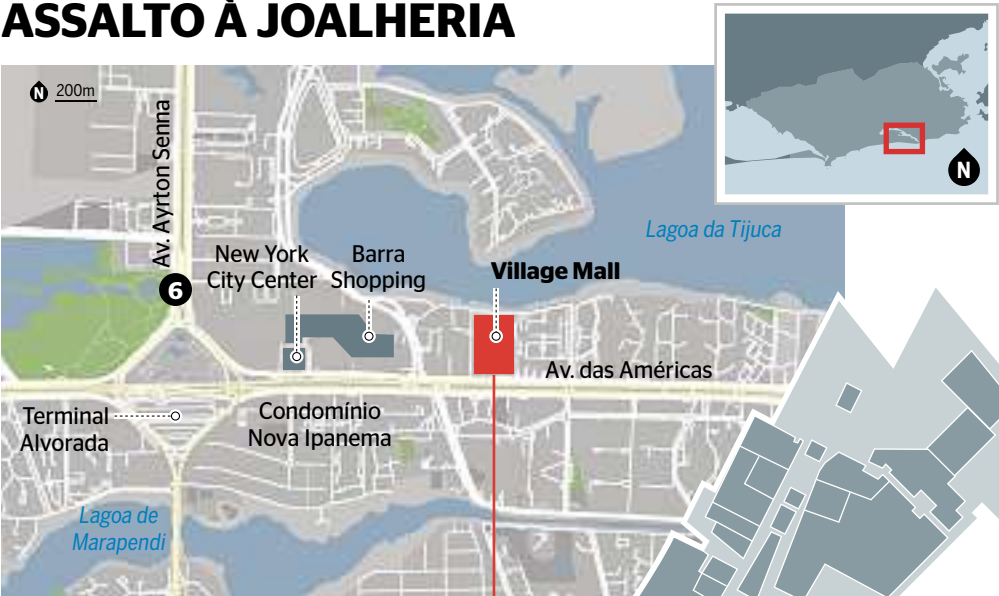 ASSALTO À JOALHERIA
N 200m
N
Av. Ayrton Senna
Lagoa da Tijuca
New York
City Center
Barra
Shopping
Village Mall
6
Av. das Américas
Terminal
Alvorada
Condomínio
Nova Ipanema
Lagoa de
Marapendi